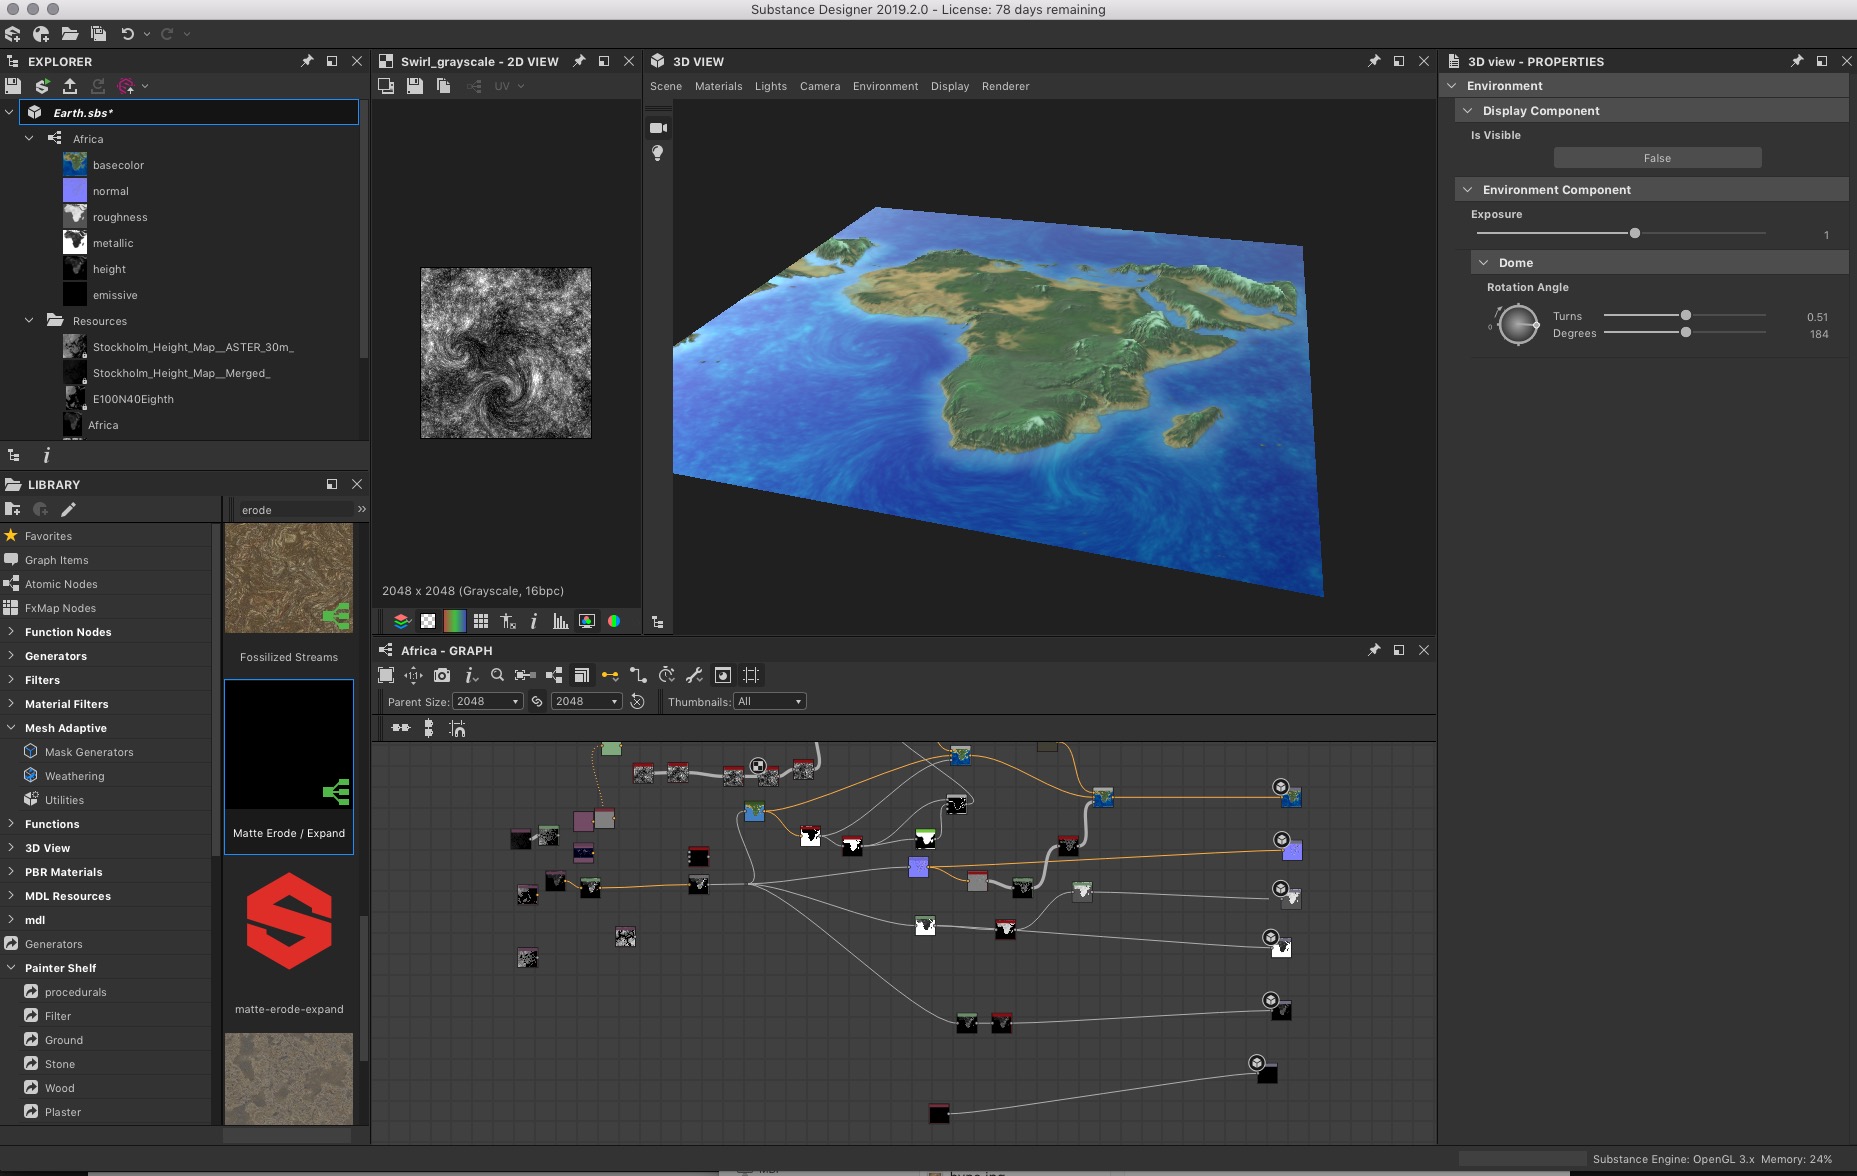 Substance Designer 2019.2.0 - License: 78 days remaining
EXPLORER
Earth.sbs*
Africa
basecolor
normal
roughness
metallic
height
emissive
Resources
Stockholm_Height_Map__ASTER_30m_
Stockholm_Height_Map__Merged_
E100N40Eighth
Africa
LIBRARY
erode
Favorites
Graph Items
Atomic Nodes
FxMap Nodes
Function Nodes
Generators
Filters
Material Filters
Mesh Adaptive
Mask Generators
Weathering
Utilities
Functions
3D View
PBR Materials
MDL Resources
mdl
Generators
Painter Shelf
procedurals
Filter
Ground
Stone
Wood
Plaster
Fossilized Streams
Matte Erode / Expand
matte-erode-expand
Swirl_grayscale - 2D VIEW
UV
2048 x 2048 (Grayscale, 16bpc)
3D VIEW
Scene Materials Lights Camera Environment Display Renderer
Africa - GRAPH
1:1
Parent Size: 2048 2048 Thumbnails: All
3D view - PROPERTIES
Environment
Display Component
Is Visible
False
Environment Component
Exposure
1
Dome
Rotation Angle
0
Turns 0.51
Degrees 184
Substance Engine: OpenGL 3.x Memory: 24%